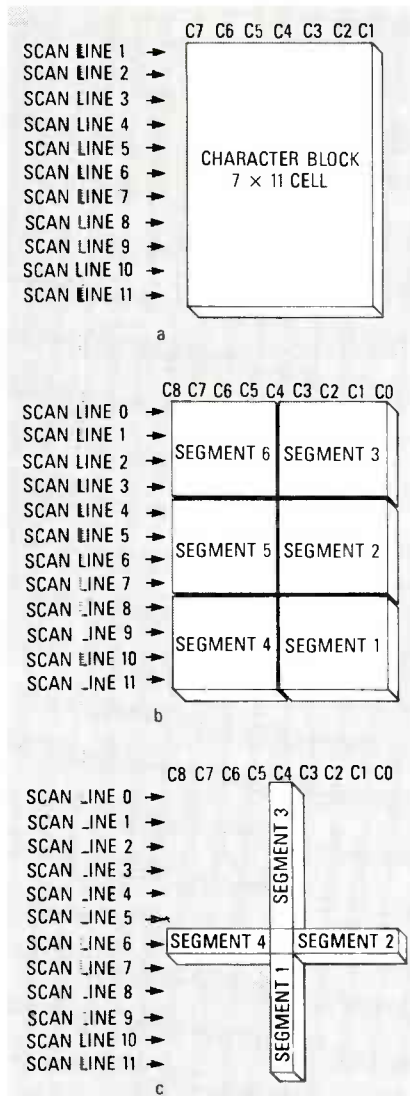 C7 C6 C5 C4 C3 C2 C1
SCAN LINE 1
SCAN LINE 2
SCAN LINE 3
SCAN LINE 4
SCAN LINE 5
SCAN LINE 6
SCAN LINE 7
SCAN LINE 8
SCAN LINE 9
SCAN LINE 10
SCAN LINE 11
CHARACTER BLOCK
7 × 11 CELL
a
C8 C7 C6 C5 C4 C3 C2 C1 C0
SCAN LINE 0
SCAN LINE 1
SCAN LINE 2
SCAN LINE 3
SCAN LINE 4
SCAN LINE 5
SCAN LINE 6
SCAN LINE 7
SCAN LINE 8
SCAN LINE 9
SCAN LINE 10
SCAN LINE 11
SEGMENT 6 SEGMENT 3
SEGMENT 5 SEGMENT 2
SEGMENT 4 SEGMENT 1
b
C8 C7 C6 C5 C4 C3 C2 C1 C0
SCAN LINE 0
SCAN LINE 1
SCAN LINE 2
SCAN LINE 3
SCAN LINE 4
SCAN LINE 5
SCAN LINE 6
SCAN LINE 7
SCAN LINE 8
SCAN LINE 9
SCAN LINE 10
SCAN LINE 11
SEGMENT 3
SEGMENT 4 SEGMENT 2
SEGMENT 1
c